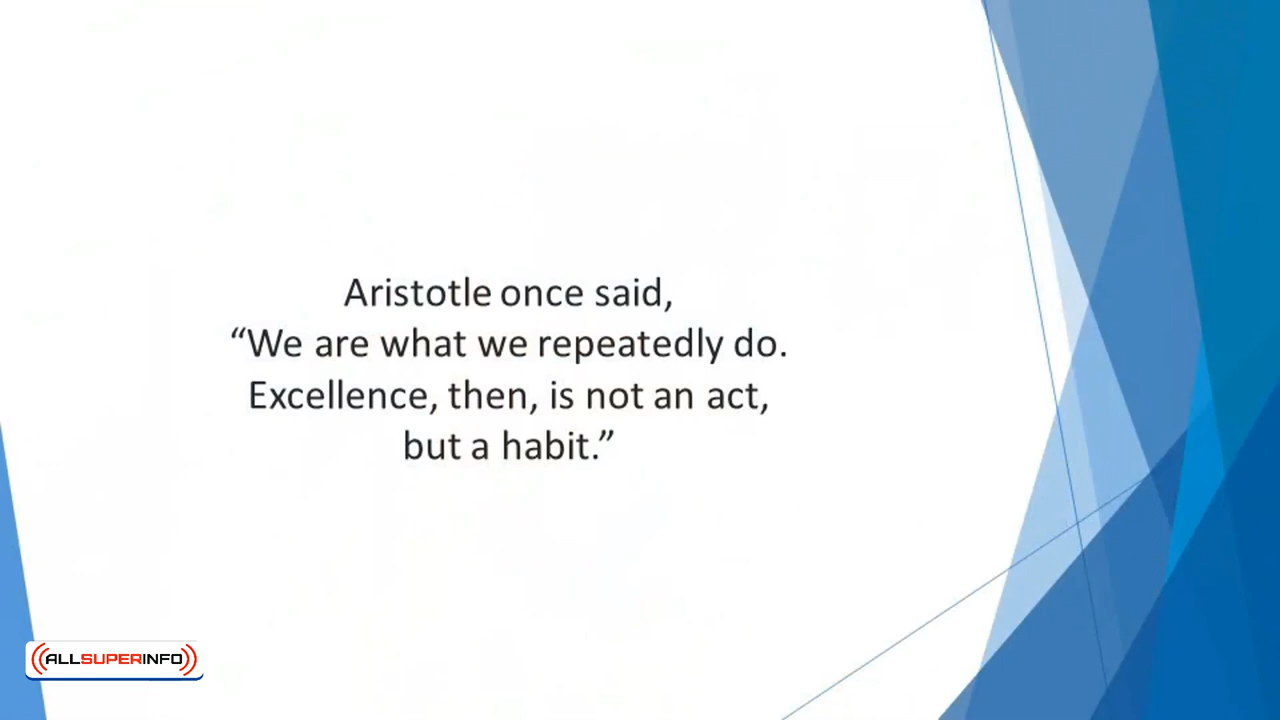 Aristotle once said,
“We are what we repeatedly do.
Excellence, then, is not an act,
but a habit.”
ALLSUPERINFO